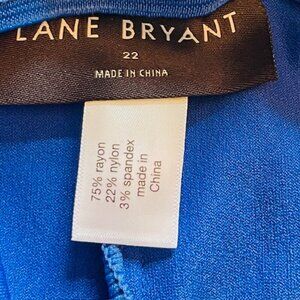 LANE BRYANT
22
MADE IN CHINA
75% rayon
22% nylon
3% spandex
made in
China